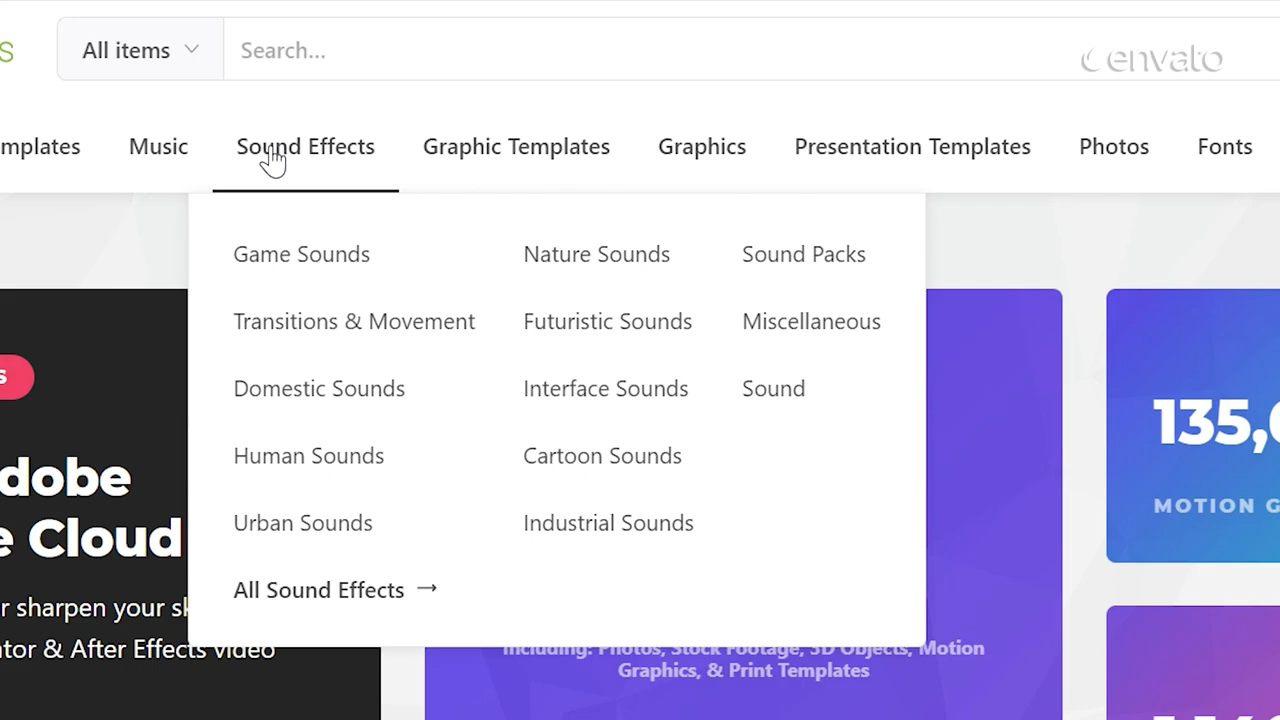 s
All items
Search...
envato
mplates
Music
Sound Effects
Graphic Templates
Graphics
Presentation Templates
Photos
Fonts
Game Sounds
Nature Sounds
Sound Packs
Transitions & Movement
Futuristic Sounds
Miscellaneous
Domestic Sounds
Interface Sounds
Sound
Human Sounds
Cartoon Sounds
Urban Sounds
Industrial Sounds
All Sound Effects →
S
dobe
e Cloud
r sharpen your sk
tor & After Effects video
Including: Photos, Stock Footage, 3D Objects, Motion
Graphics, & Print Templates
135,
MOTION G